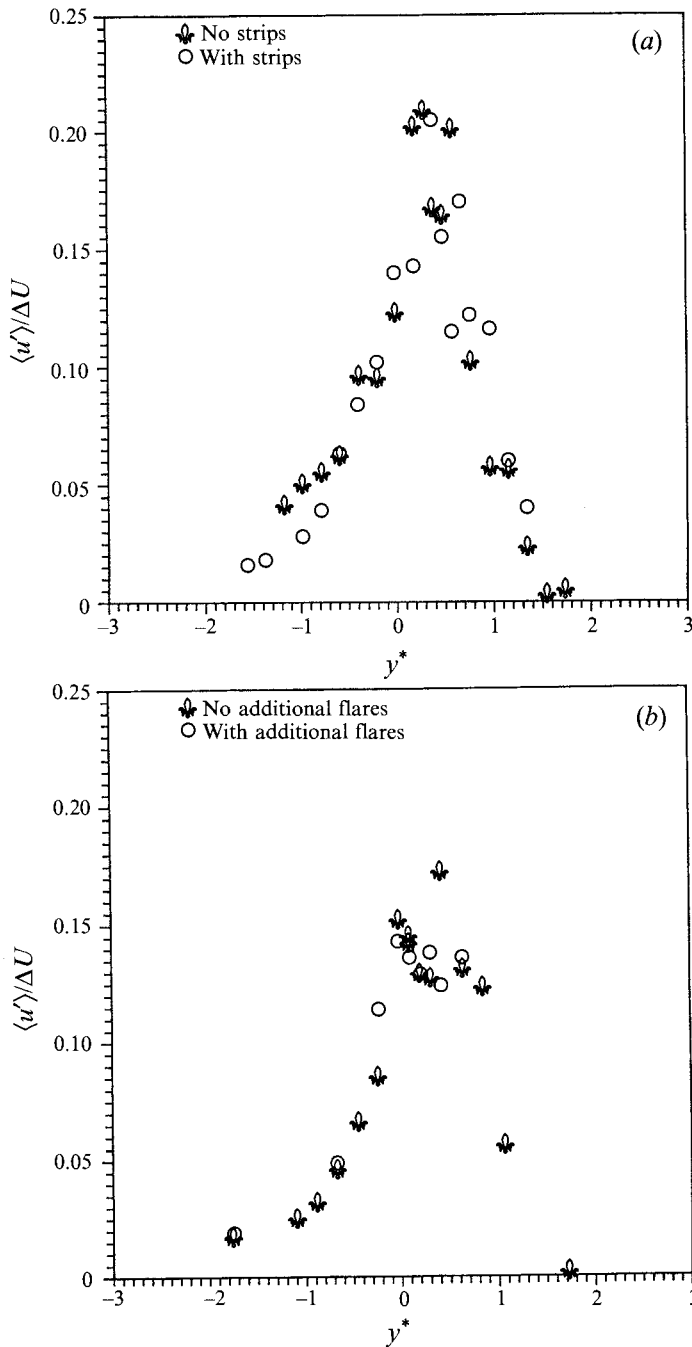 0.25
No strips
With strips
(a)
0.20
0.15
⟨u′⟩/ΔU
0.10
0.05
0
−3
−2
−1
0
1
2
3
y*
0.25
No additional flares
With additional flares
(b)
0.20
0.15
⟨u′⟩/ΔU
0.10
0.05
0
−3
−2
−1
0
1
2
3
y*